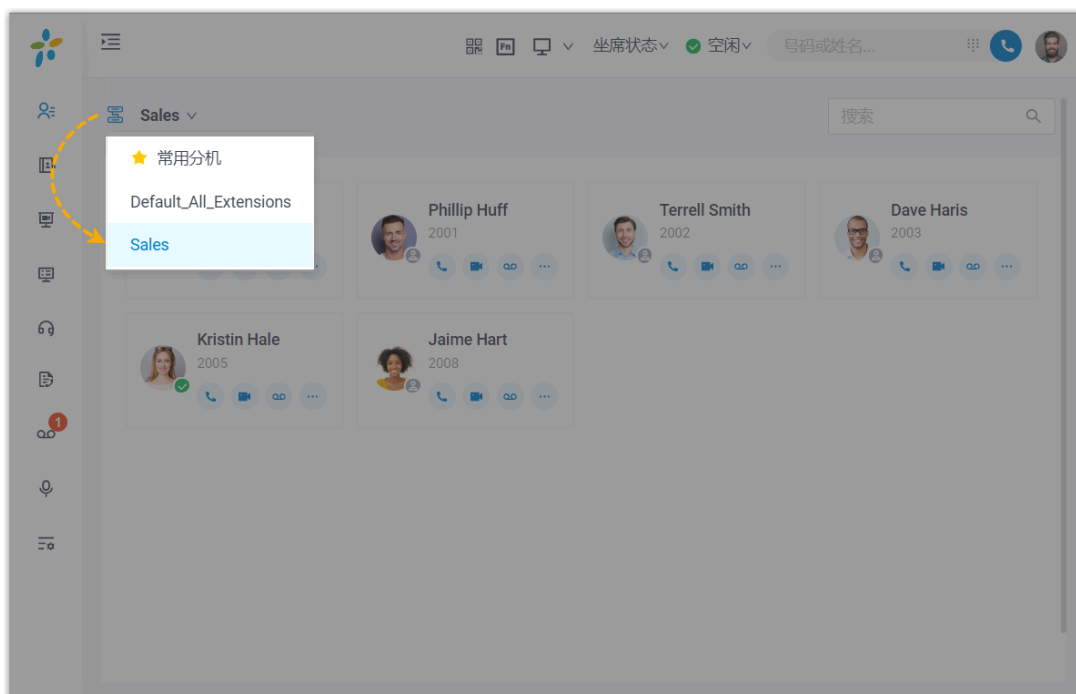 Fn
坐席状态
空闲
号码或姓名...
Sales
搜索
常用分机
Default_All_Extensions
Sales
Phillip Huff
2001
Terrell Smith
2002
Dave Haris
2003
Kristin Hale
2005
Jaime Hart
2008
1